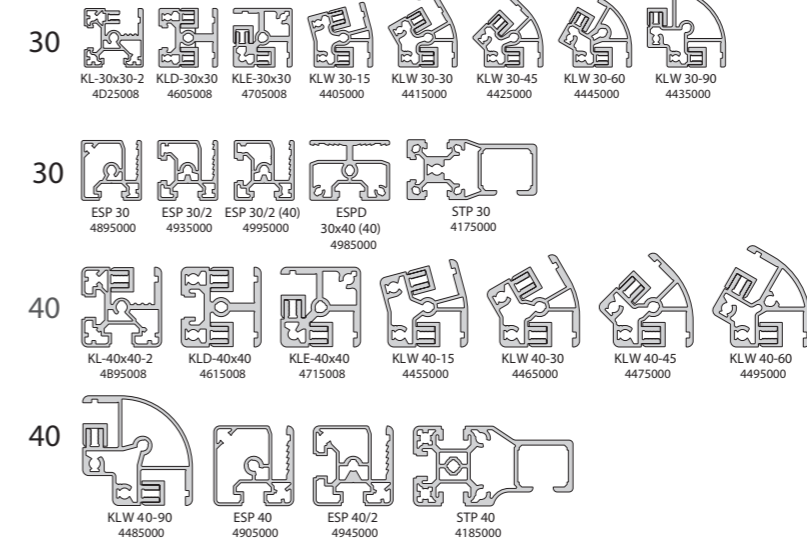 30
KL-30x30-2 KLD-30x30 KLE-30x30 KLW 30-15 KLW 30-30 KLW 30-45 KLW 30-60 KLW 30-90
4D25008 4605008 4705008 4405000 4415000 4425000 4445000 4435000
30
ESP 30 ESP 30/2 ESP 30/2 (40) ESPD STP 30
4895000 4935000 4995000 30x40 (40) 4175000
4985000
40
KL-40x40-2 KLD-40x40 KLE-40x40 KLW 40-15 KLW 40-30 KLW 40-45 KLW 40-60
4B95008 4615008 4715008 4455000 4465000 4475000 4495000
40
KLW 40-90 ESP 40 ESP 40/2 STP 40
4485000 4905000 4945000 4185000